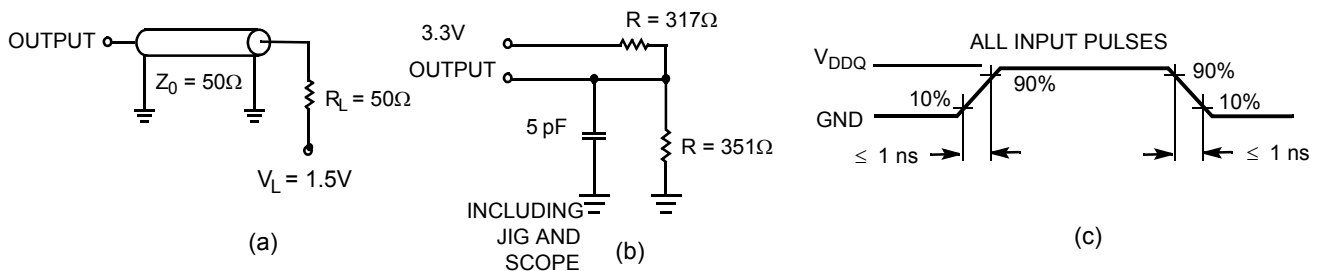 OUTPUT
Z0 = 50Ω
RL = 50Ω
VL = 1.5V
(a)
R = 317Ω
3.3V
OUTPUT
5 pF
R = 351Ω
INCLUDING
JIG AND
SCOPE
(b)
ALL INPUT PULSES
VDDQ
90%
90%
10%
10%
GND
≤ 1 ns
≤ 1 ns
(c)